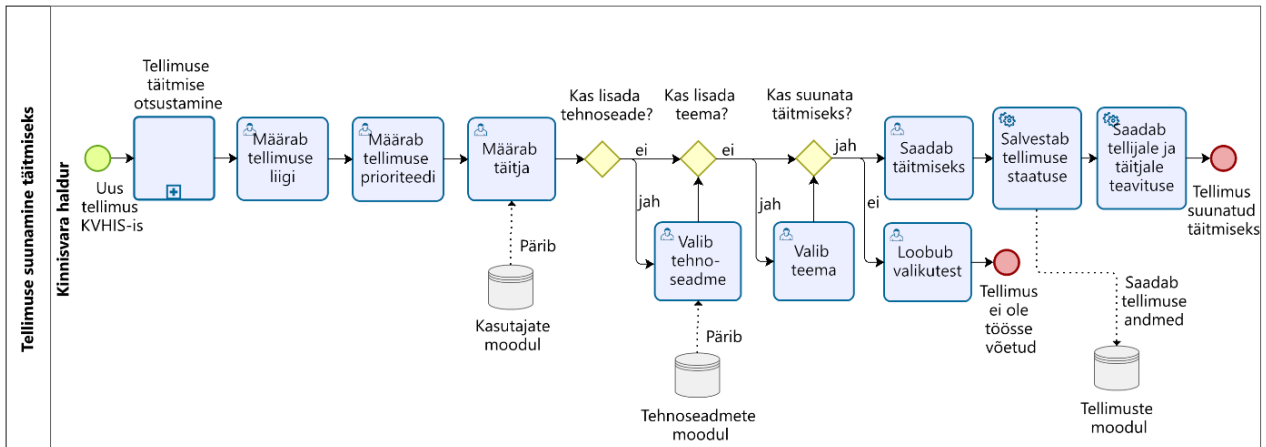 Tellimuse suunamine täitmiseks
Kinnisvara haldur
Uus
tellimus
KVHIS-is
Tellimuse
täitmise
otsustamine
Määrab
tellimuse
liigi
Määrab
tellimuse
prioriteedi
Määrab
täitja
Pärib
Kasutajate
moodul
Kas lisada
tehnoseade?
ei
jah
Valib
tehno-
seadme
Pärib
Tehnoseadmete
moodul
Kas lisada
teema?
ei
jah
Valib
teema
Kas suunata
täitmiseks?
jah
ei
Saadab
täitmiseks
Loobub
valikutest
Tellimus
ei ole
töösse
võetud
Salvestab
tellimuse
staatuse
Saadab
tellimuse
andmed
Tellimuste
moodul
Saadab
tellijale ja
täitjale
teavituse
Tellimus
suunatud
täitmiseks